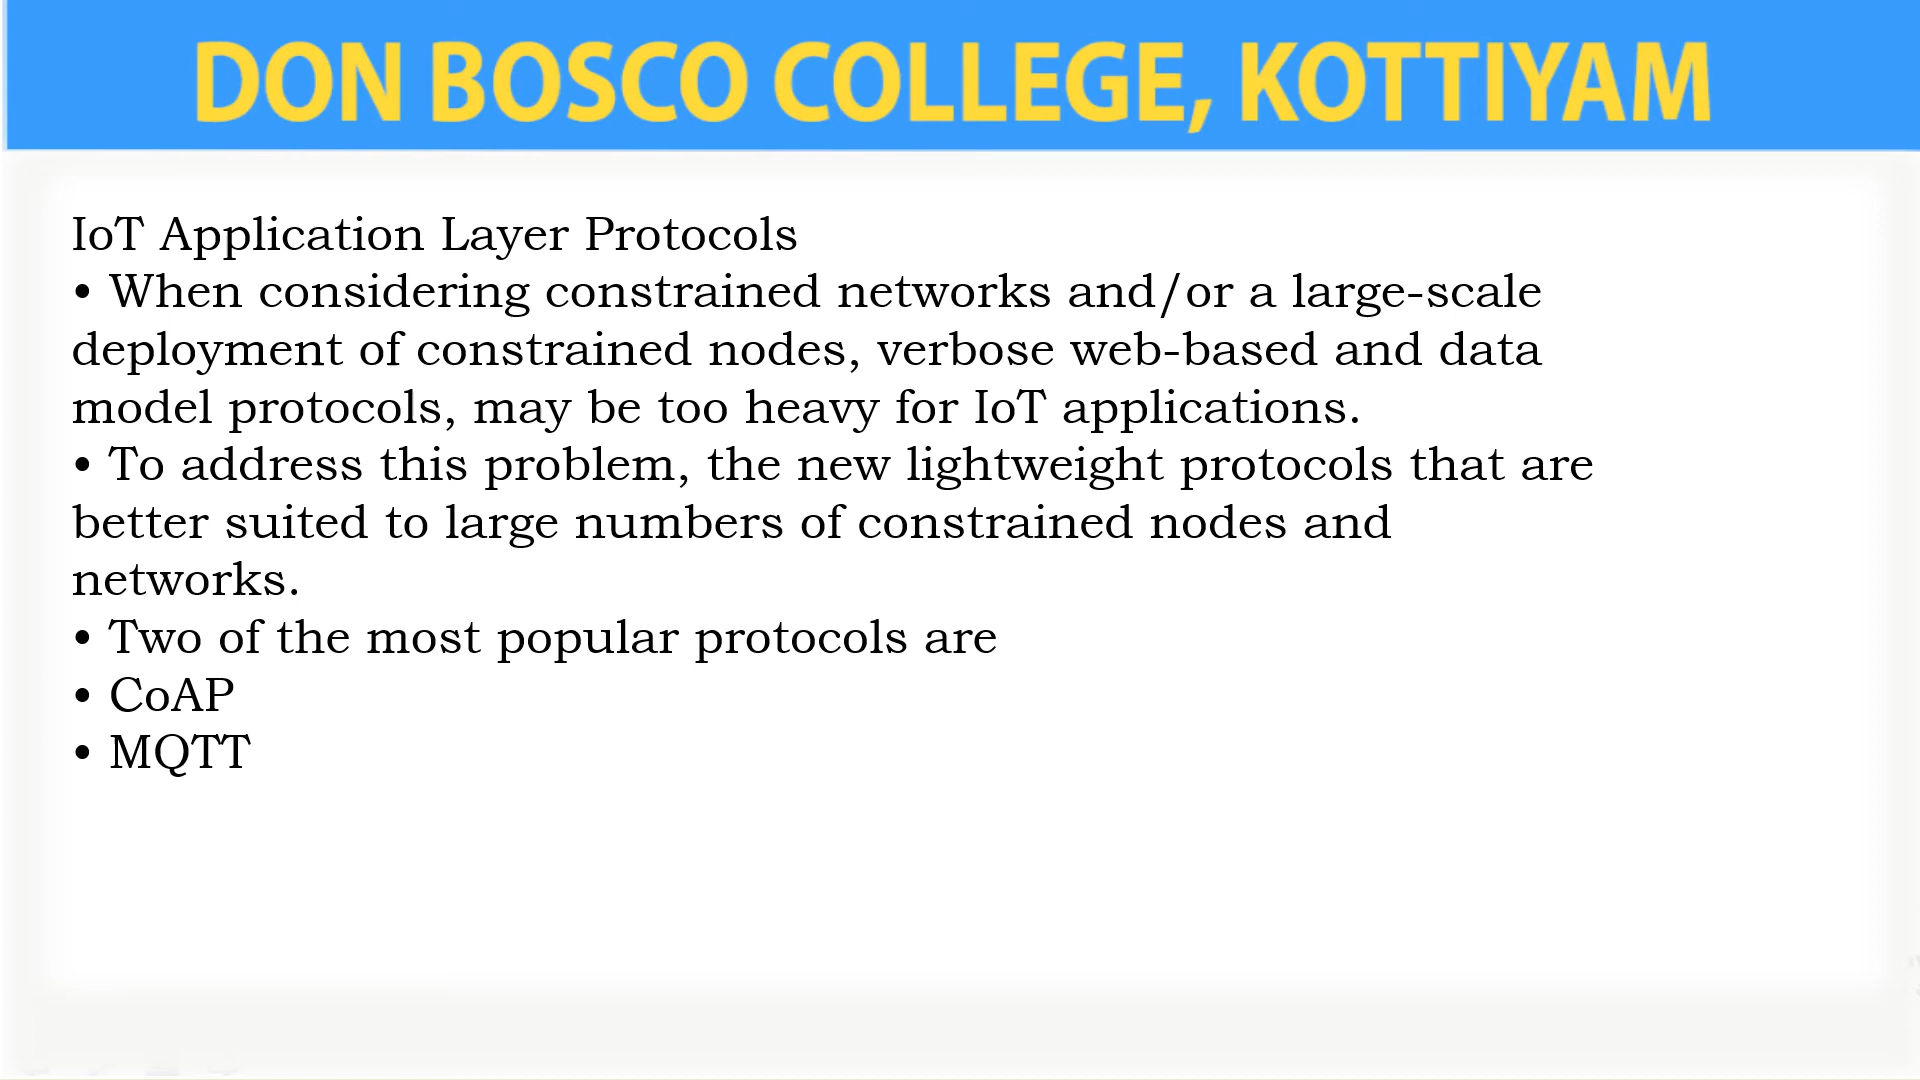 DON BOSCO COLLEGE, KOTTIYAM
IoT Application Layer Protocols
• When considering constrained networks and/or a large-scale
deployment of constrained nodes, verbose web-based and data
model protocols, may be too heavy for IoT applications.
• To address this problem, the new lightweight protocols that are
better suited to large numbers of constrained nodes and
networks.
• Two of the most popular protocols are
• CoAP
• MQTT